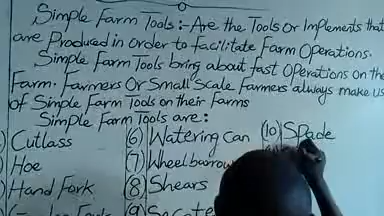 Simple Farm Tools:- Are the Tools or Implements that
are Produced in order to facilitate Farm Operations.
Simple Farm Tools bring about fast Operations on the
Farm. Farmers Or Small Scale Farmers always make us
of Simple Farm Tools on their Farms
Simple Farm Tools are:
Cutlass
Hoe
Hand Fork
(6) Watering Can
(7) Wheelbarrow
(8) Shears
(9)
(10) Spade